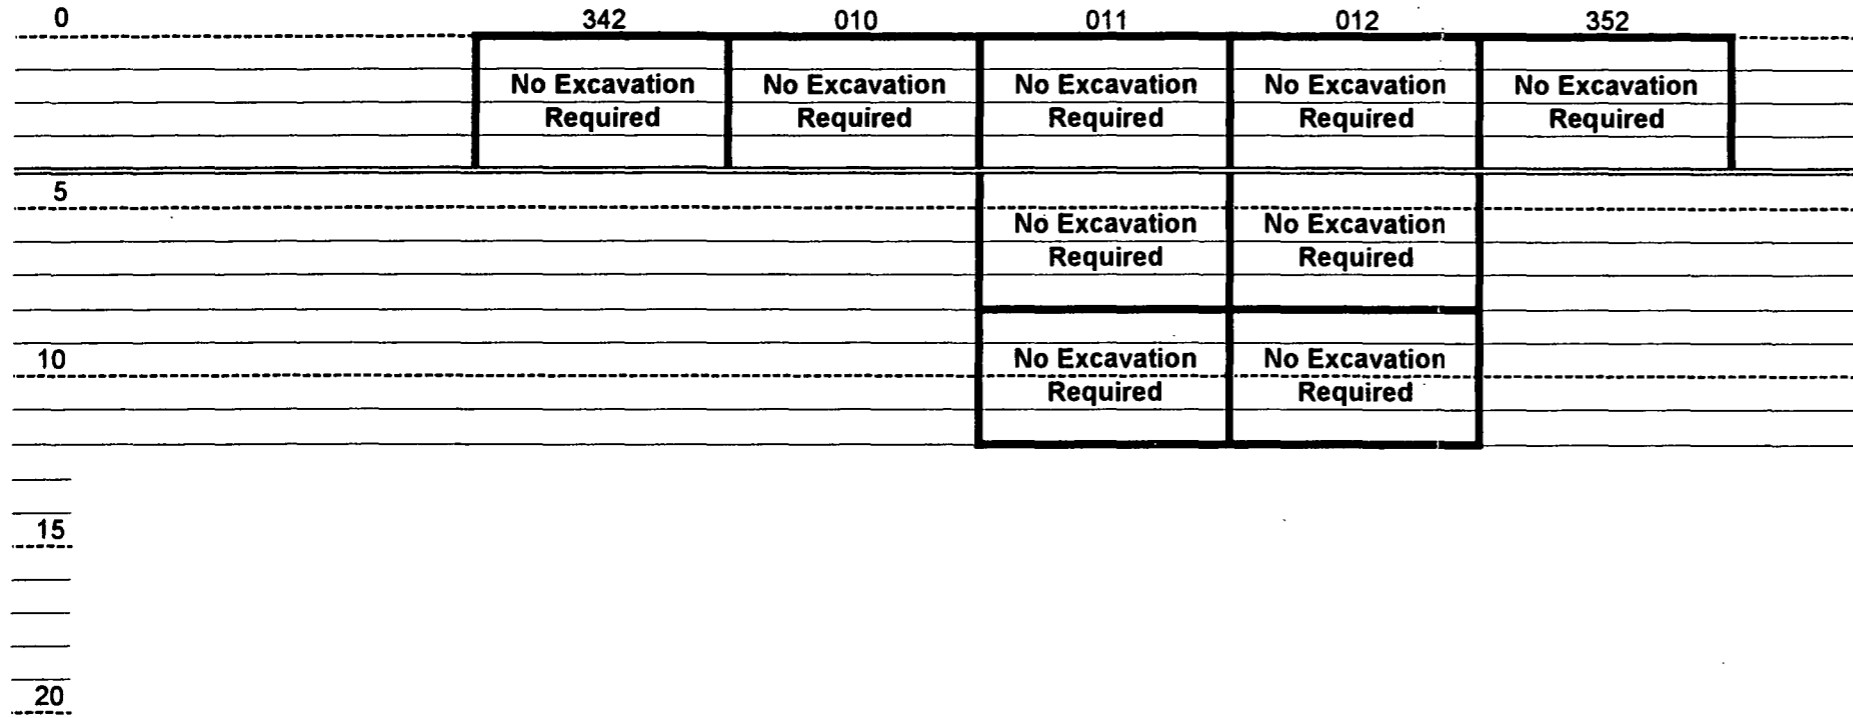 0 342 010 011 012 352
No Excavation No Excavation No Excavation No Excavation No Excavation
Required Required Required Required Required
5
No Excavation No Excavation
Required Required
10 No Excavation No Excavation
Required Required
15
20